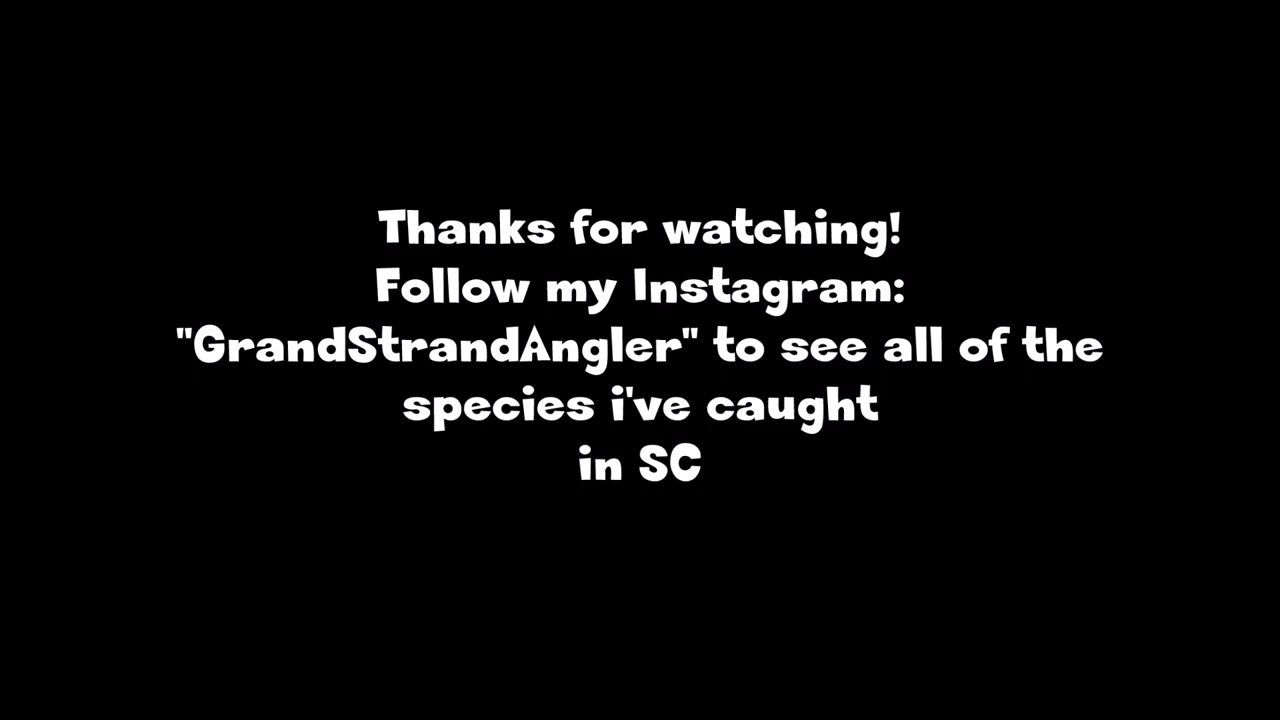 Thanks for watching!
Follow my Instagram:
"GrandStrandAngler" to see all of the
species i've caught
in SC